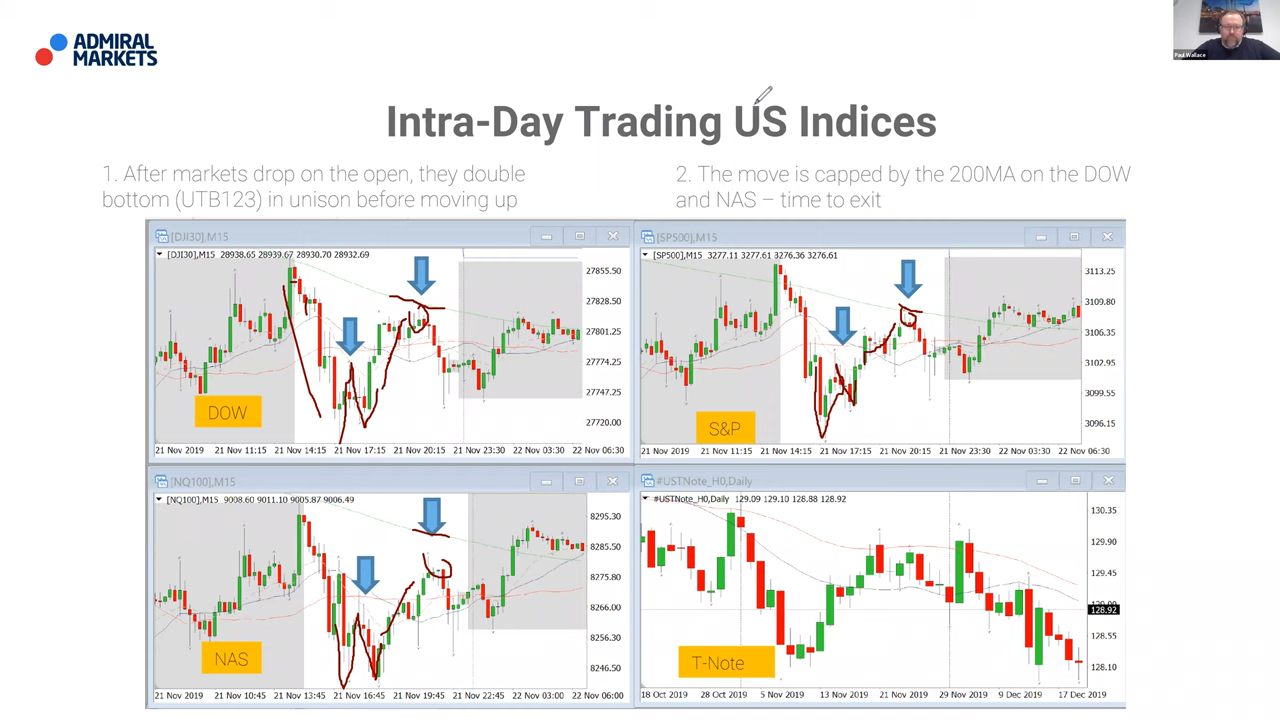 ADMIRAL
MARKETS
Paul Wallace
Intra-Day Trading US Indices
1. After markets drop on the open, they double
bottom (UTB123) in unison before moving up
2. The move is capped by the 200MA on the DOW
and NAS – time to exit
[DJI30],M15
[DJI30],M15 28938.65 28939.67 28930.70 28932.69
27855.50
27828.50
27801.25
27774.25
27747.25
27720.00
DOW
21 Nov 2019
21 Nov 11:15
21 Nov 14:15
21 Nov 17:15
21 Nov 20:15
21 Nov 23:30
22 Nov 03:30
22 Nov 06:30
[SP500],M15
[SP500],M15 3277.11 3277.61 3276.36 3276.61
3113.25
3109.80
3106.35
3102.95
3099.55
3096.15
S&P
21 Nov 2019
21 Nov 11:15
21 Nov 14:15
21 Nov 17:15
21 Nov 20:15
21 Nov 23:30
22 Nov 03:30
22 Nov 06:30
[NQ100],M15
[NQ100],M15 9008.60 9011.10 9005.87 9006.49
8295.30
8285.50
8275.80
8266.00
8256.30
8246.50
NAS
21 Nov 2019
21 Nov 10:45
21 Nov 13:45
21 Nov 16:45
21 Nov 19:45
21 Nov 22:45
22 Nov 03:00
22 Nov 06:00
#USTNote_H0,Daily
#USTNote_H0,Daily 129.09 129.10 128.88 128.92
130.35
129.90
129.45
128.92
128.55
128.10
T-Note
18 Oct 2019
28 Oct 2019
5 Nov 2019
13 Nov 2019
21 Nov 2019
29 Nov 2019
9 Dec 2019
17 Dec 2019